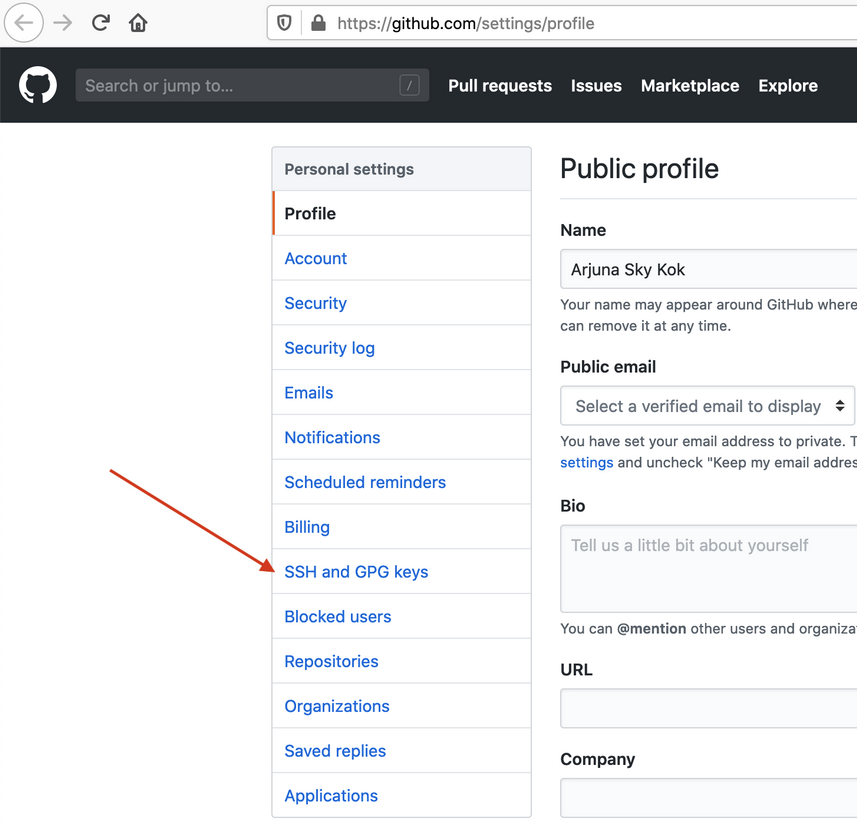 https://github.com/settings/profile
Search or jump to... /
Pull requests Issues Marketplace Explore
Personal settings
Profile
Account
Security
Security log
Emails
Notifications
Scheduled reminders
Billing
SSH and GPG keys
Blocked users
Repositories
Organizations
Saved replies
Applications
Public profile
Name
Arjuna Sky Kok
Your name may appear around GitHub where
can remove it at any time.
Public email
Select a verified email to display
You have set your email address to private. T
settings and uncheck "Keep my email addres
Bio
Tell us a little bit about yourself
You can @mention other users and organiza
URL
Company